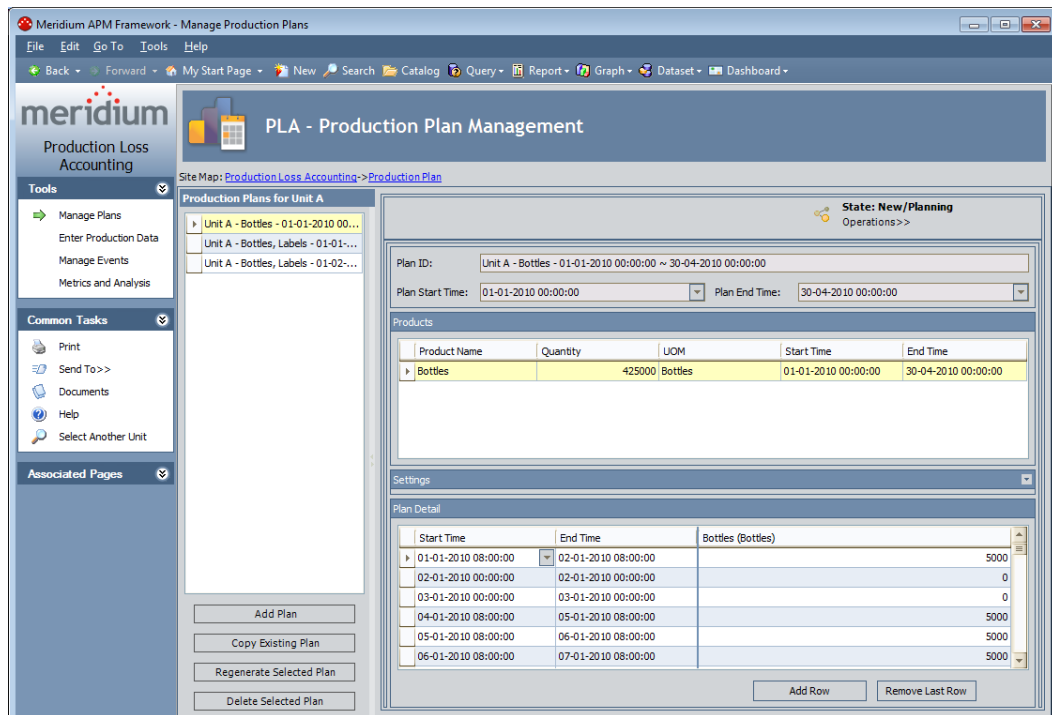 Meridium APM Framework - Manage Production Plans
File Edit Go To Tools Help
Back Forward My Start Page New Search Catalog Query Report Graph Dataset Dashboard
meridium
Production Loss
Accounting
PLA - Production Plan Management
Site Map: Production Loss Accounting->Production Plan
Tools
Manage Plans
Enter Production Data
Manage Events
Metrics and Analysis
Common Tasks
Print
Send To>>
Documents
Help
Select Another Unit
Associated Pages
Production Plans for Unit A
Unit A - Bottles - 01-01-2010 00...
Unit A - Bottles, Labels - 01-01-...
Unit A - Bottles, Labels - 01-02-...
Add Plan
Copy Existing Plan
Regenerate Selected Plan
Delete Selected Plan
State: New/Planning
Operations>>
Plan ID: Unit A - Bottles - 01-01-2010 00:00:00 ~ 30-04-2010 00:00:00
Plan Start Time: 01-01-2010 00:00:00 Plan End Time: 30-04-2010 00:00:00
Products
Product Name Quantity UOM Start Time End Time
Bottles 425000 Bottles 01-01-2010 00:00:00 30-04-2010 00:00:00
Settings
Plan Detail
Start Time End Time Bottles (Bottles)
01-01-2010 08:00:00 02-01-2010 08:00:00 5000
02-01-2010 00:00:00 02-01-2010 00:00:00 0
03-01-2010 00:00:00 03-01-2010 00:00:00 0
04-01-2010 08:00:00 05-01-2010 08:00:00 5000
05-01-2010 08:00:00 06-01-2010 08:00:00 5000
06-01-2010 08:00:00 07-01-2010 08:00:00 5000
Add Row Remove Last Row